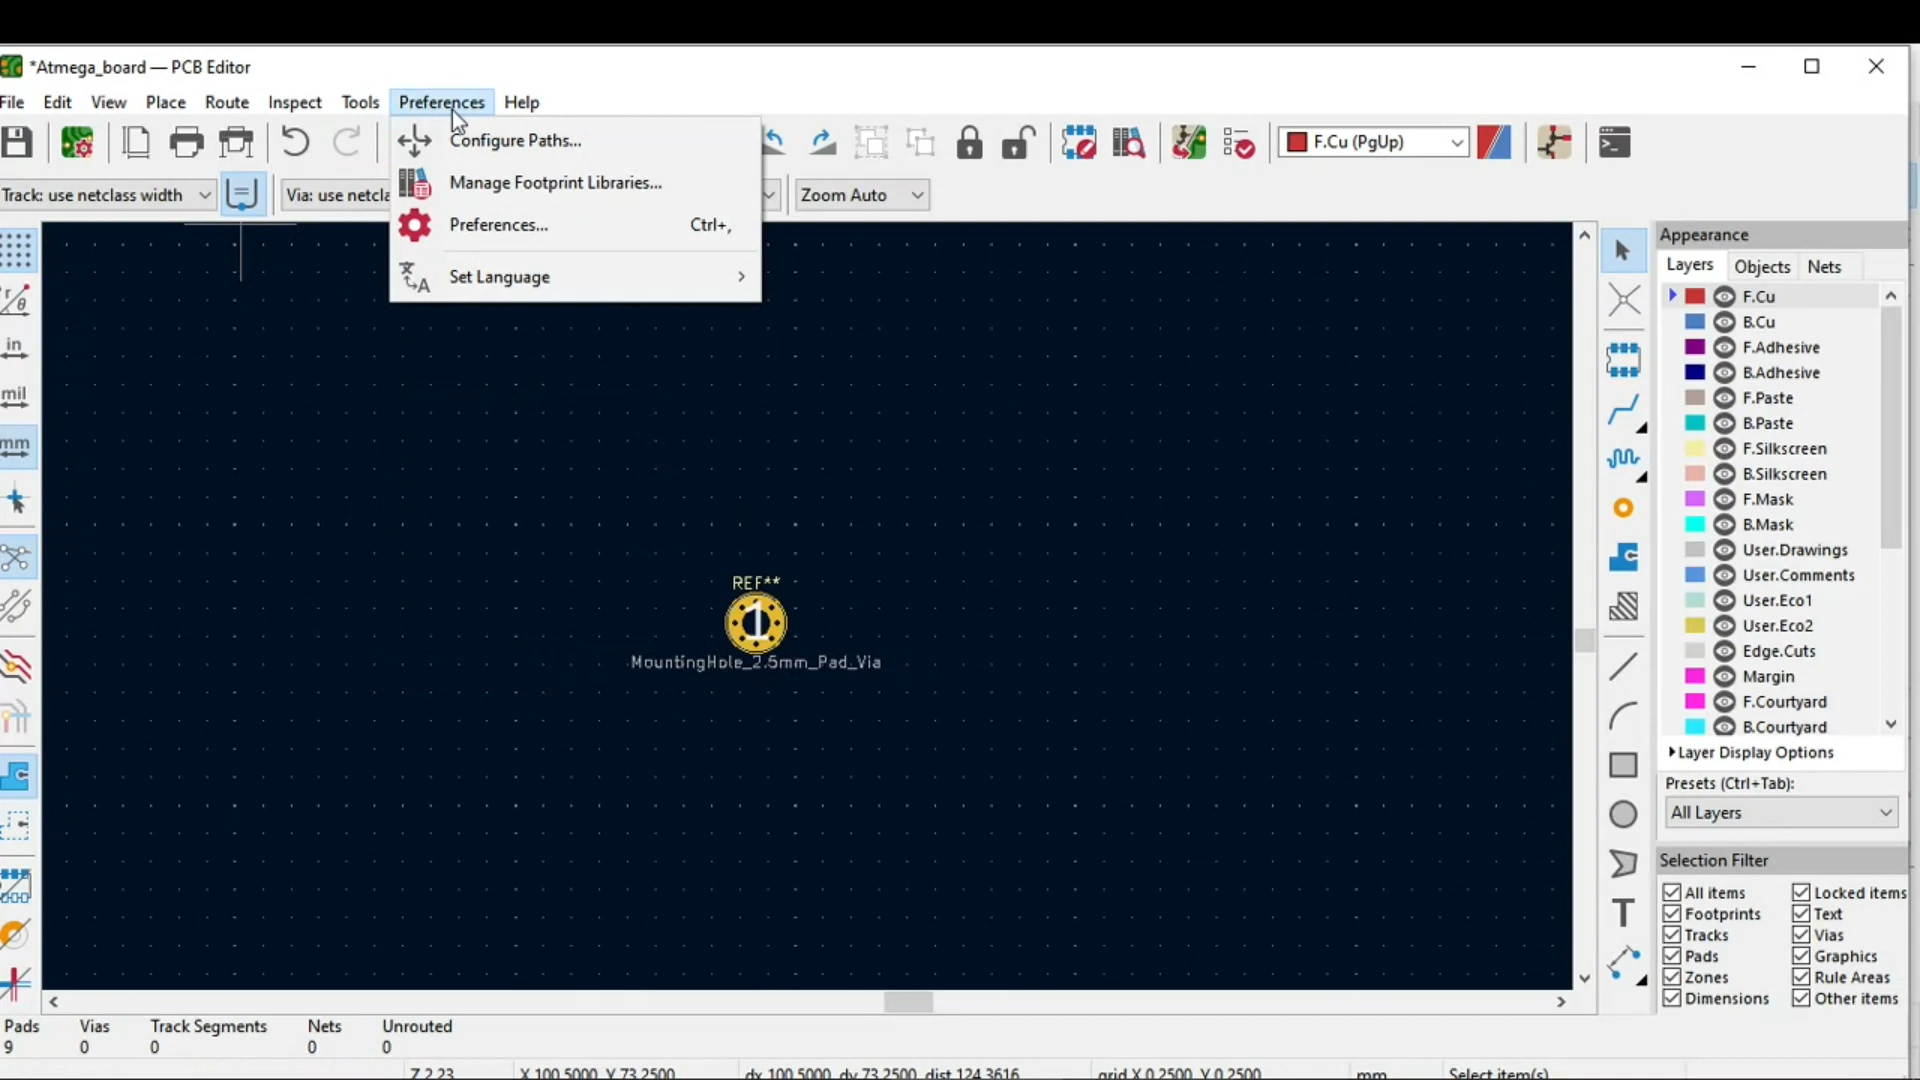 *Atmega_board — PCB Editor
File Edit View Place Route Inspect Tools Preferences Help
Configure Paths...
F.Cu (PgUp)
Manage Footprint Libraries...
Track: use netclass width
Via: use netcla
Zoom Auto
Preferences... Ctrl+,
Set Language
in
mil
mm
REF**
1
MountingHole_2.5mm_Pad_Via
Appearance
Layers Objects Nets
F.Cu
B.Cu
F.Adhesive
B.Adhesive
F.Paste
B.Paste
F.Silkscreen
B.Silkscreen
F.Mask
B.Mask
User.Drawings
User.Comments
User.Eco1
User.Eco2
Edge.Cuts
Margin
F.Courtyard
B.Courtyard
Layer Display Options
Presets (Ctrl+Tab):
All Layers
Selection Filter
All items Locked items
Footprints Text
Tracks Vias
Pads Graphics
Zones Rule Areas
Dimensions Other items
Pads Vias Track Segments Nets Unrouted
9 0 0 0 0
Z 2.23 X 100.5000 Y 73.2500 dx 100.5000 dy 73.2500 dist 124.3616 grid X 0.2500 Y 0.2500 mm Select item(s)